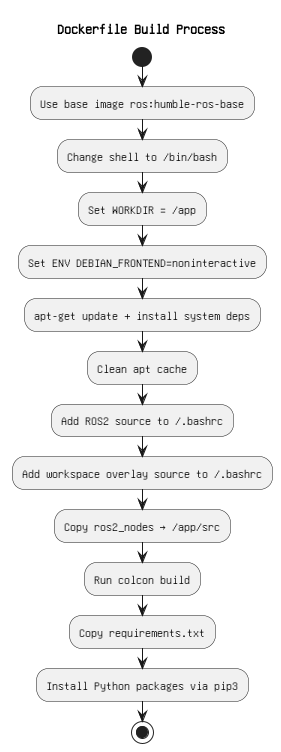 Dockerfile Build Process
Use base image ros:humble-ros-base
Change shell to /bin/bash
Set WORKDIR = /app
Set ENV DEBIAN_FRONTEND=noninteractive
apt-get update + install system deps
Clean apt cache
Add ROS2 source to /.bashrc
Add workspace overlay source to /.bashrc
Copy ros2_nodes → /app/src
Run colcon build
Copy requirements.txt
Install Python packages via pip3